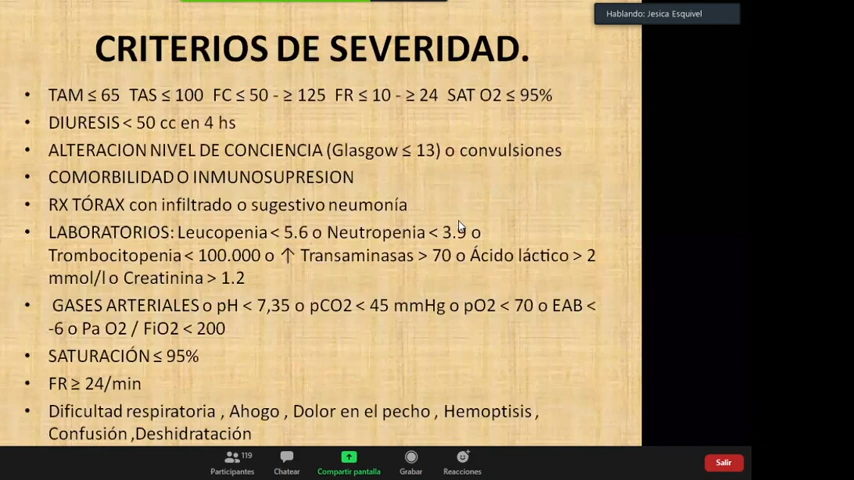 Hablando: Jesica Esquivel
CRITERIOS DE SEVERIDAD.
• TAM ≤ 65 TAS ≤ 100 FC ≤ 50 - ≥ 125 FR ≤ 10 - ≥ 24 SAT O2 ≤ 95%
• DIURESIS < 50 cc en 4 hs
• ALTERACION NIVEL DE CONCIENCIA (Glasgow ≤ 13) o convulsiones
• COMORBILIDAD O INMUNOSUPRESION
• RX TÓRAX con infiltrado o sugestivo neumonía
• LABORATORIOS: Leucopenia < 5.6 o Neutropenia < 3.9 o
Trombocitopenia < 100.000 o ↑ Transaminasas > 70 o Ácido láctico > 2
mmol/l o Creatinina > 1.2
• GASES ARTERIALES o pH < 7,35 o pCO2 < 45 mmHg o pO2 < 70 o EAB <
-6 o Pa O2 / FiO2 < 200
• SATURACIÓN ≤ 95%
• FR ≥ 24/min
• Dificultad respiratoria , Ahogo , Dolor en el pecho , Hemoptisis ,
Confusión ,Deshidratación
119
Participantes Chatear Compartir pantalla Grabar Reacciones Salir